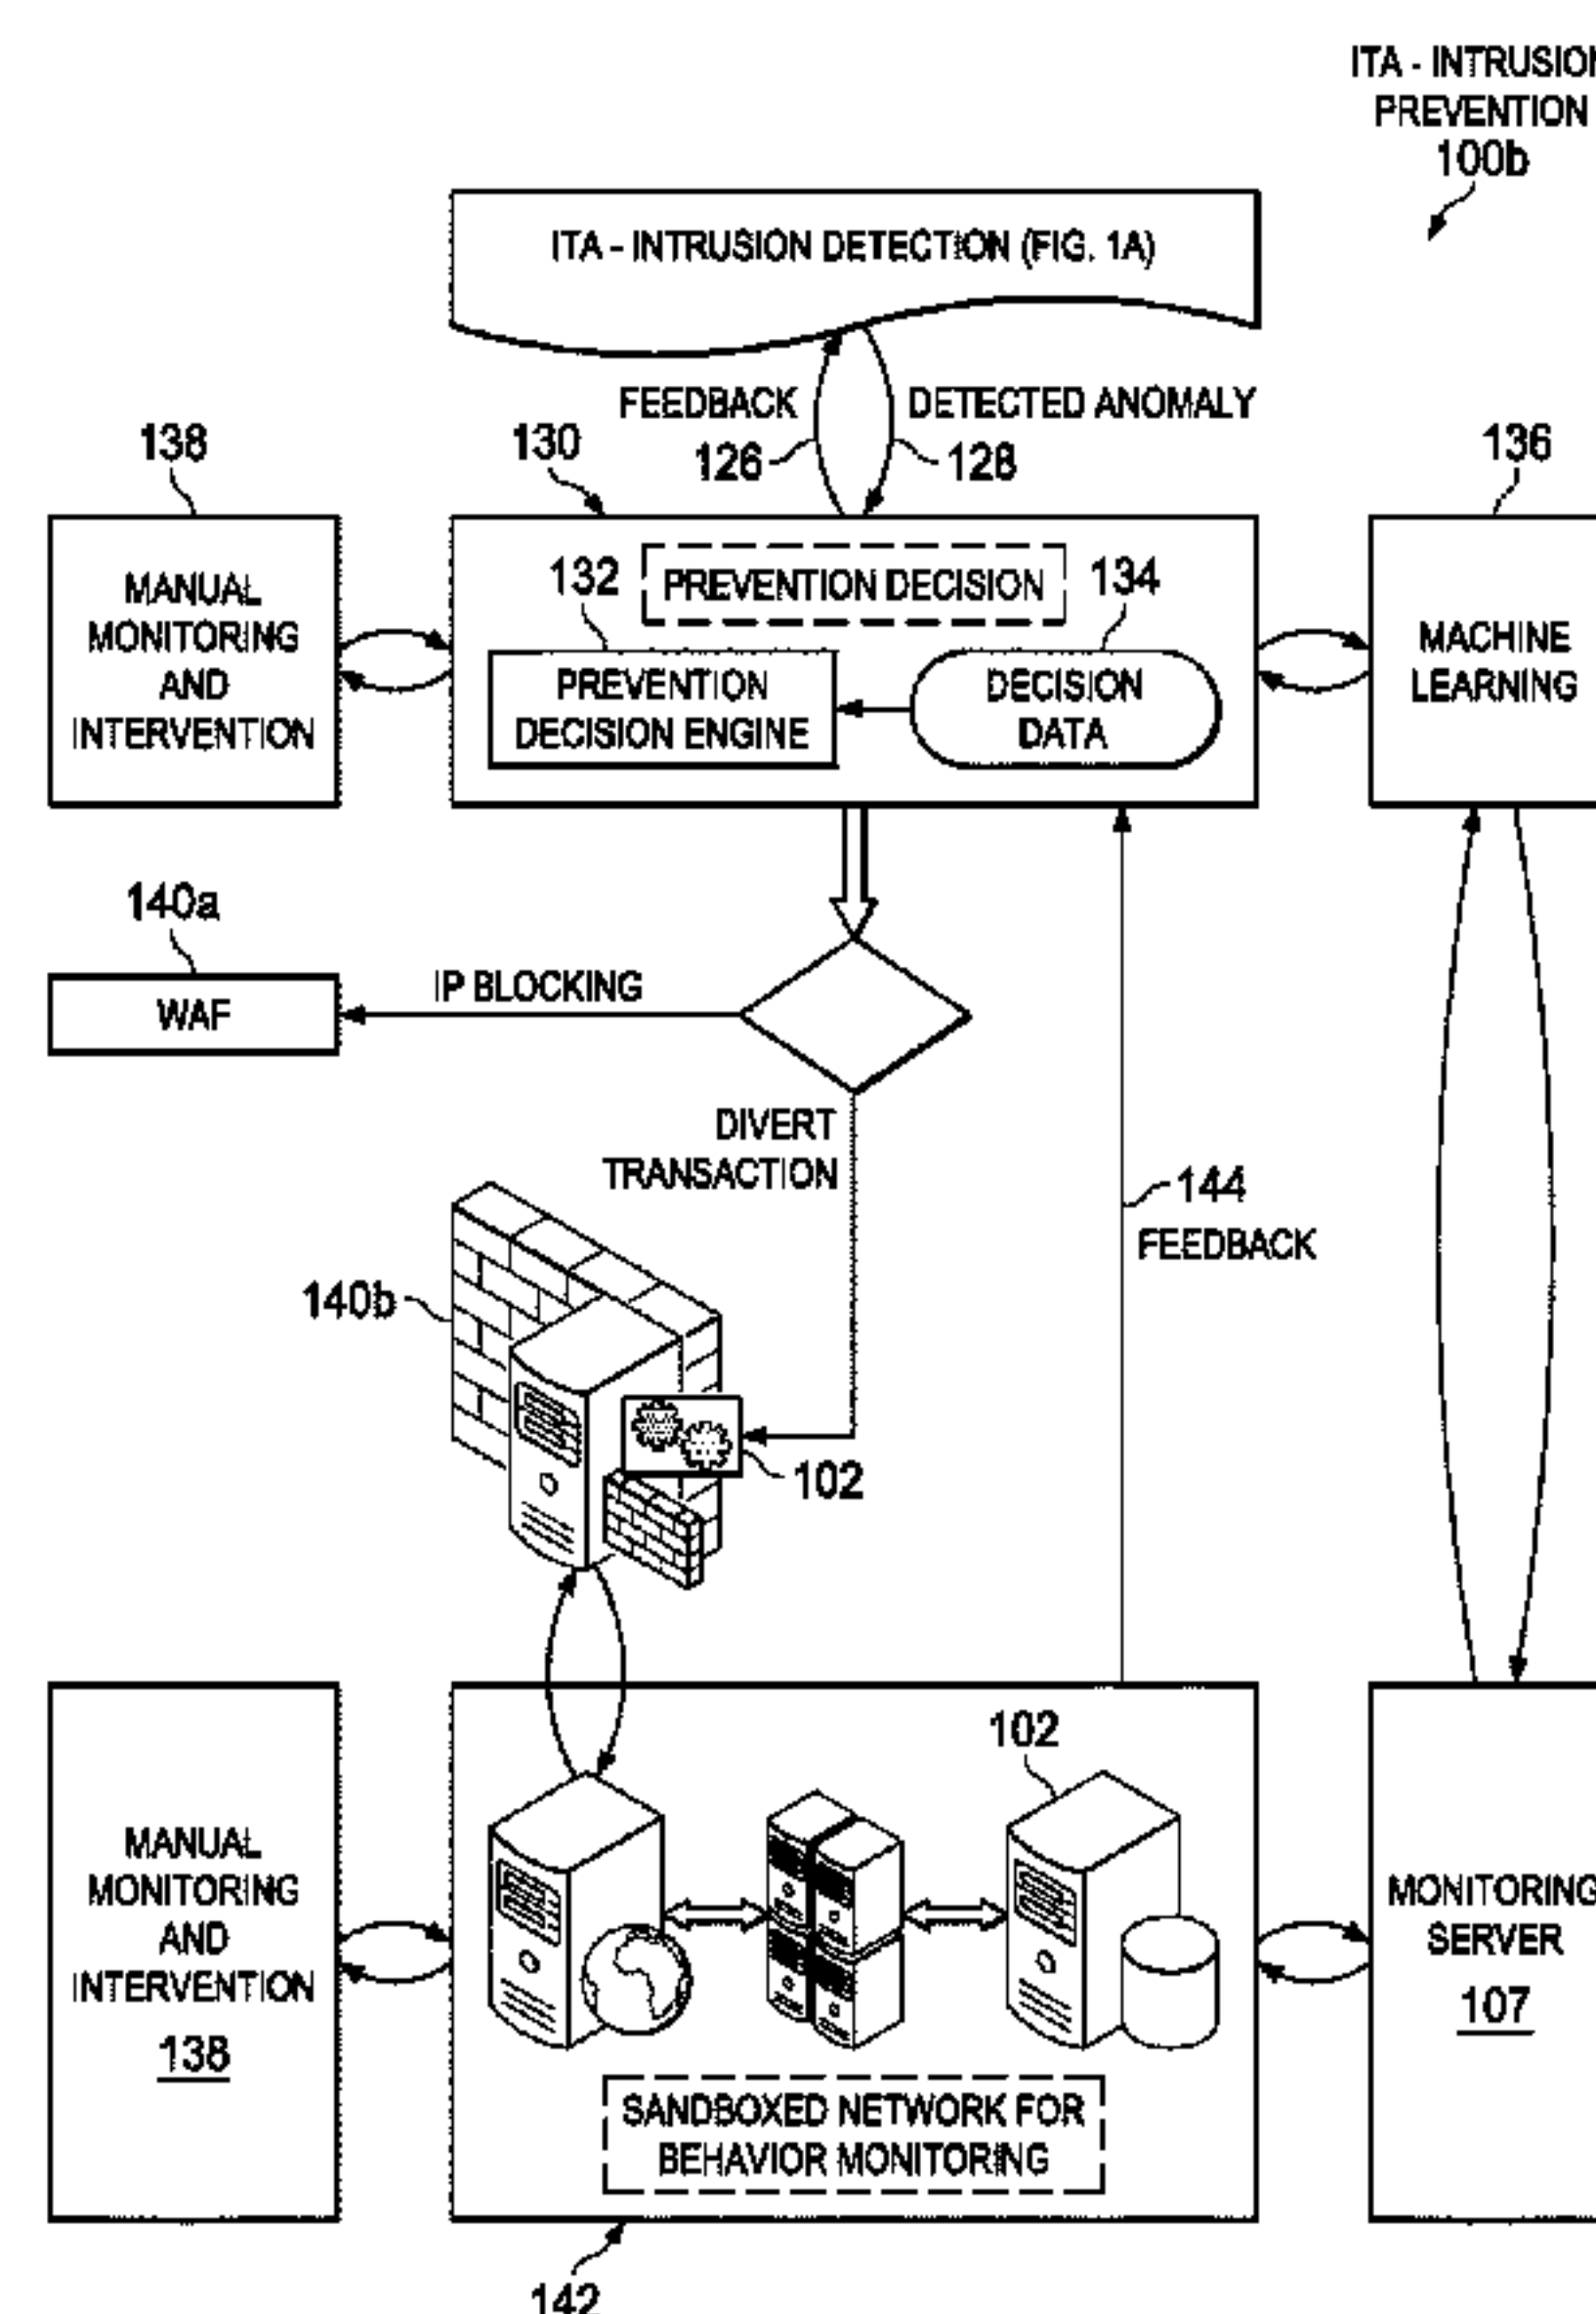 ITA - INTRUSION
PREVENTION
100b
ITA - INTRUSION DETECTION (FIG. 1A)
FEEDBACK
126
DETECTED ANOMALY
128
138
130
136
MANUAL
MONITORING
AND
INTERVENTION
PREVENTION DECISION
132
134
PREVENTION
DECISION ENGINE
DECISION
DATA
MACHINE
LEARNING
140a
WAF
IP BLOCKING
DIVERT
TRANSACTION
144
FEEDBACK
140b
102
102
MANUAL
MONITORING
AND
INTERVENTION
138
MONITORING
SERVER
107
SANDBOXED NETWORK FOR
BEHAVIOR MONITORING
142